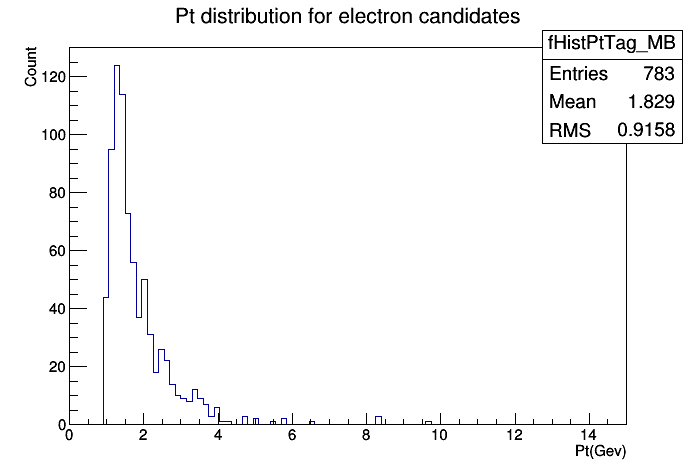 Pt distribution for electron candidates
fHistPtTag_MB
Entries 783
Mean 1.829
RMS 0.9158
Count
120
100
80
60
40
20
0
0 2 4 6 8 10 12 14
Pt(Gev)